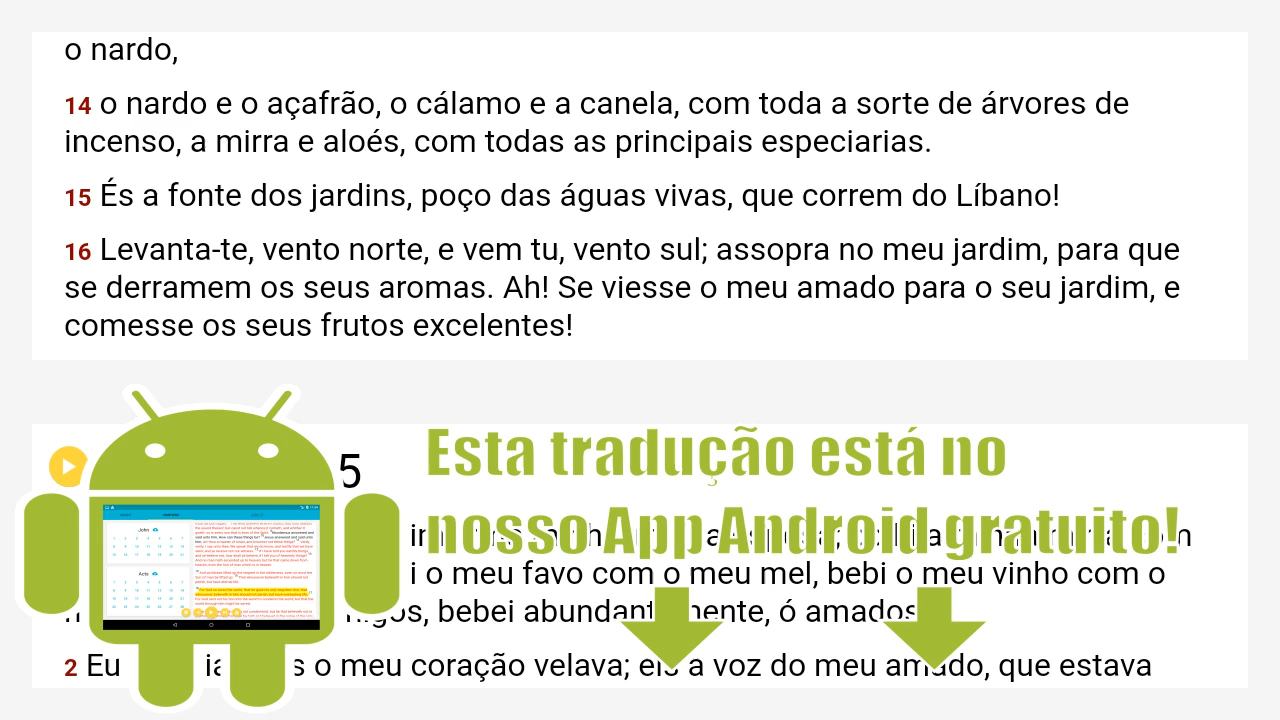 o nardo,
14 o nardo e o açafrão, o cálamo e a canela, com toda a sorte de árvores de
incenso, a mirra e aloés, com todas as principais especiarias.
15 És a fonte dos jardins, poço das águas vivas, que correm do Líbano!
16 Levanta-te, vento norte, e vem tu, vento sul; assopra no meu jardim, para que
se derramem os seus aromas. Ah! Se viesse o meu amado para o seu jardim, e
comesse os seus frutos excelentes!
5
Esta tradução está no
nosso App Android gratuito!
o meu favo com o meu mel, bebi o meu vinho com o
bebei abundantemente, ó amados
2 Eu o meu coração velava; eis a voz do meu amado, que estava
John
Acts